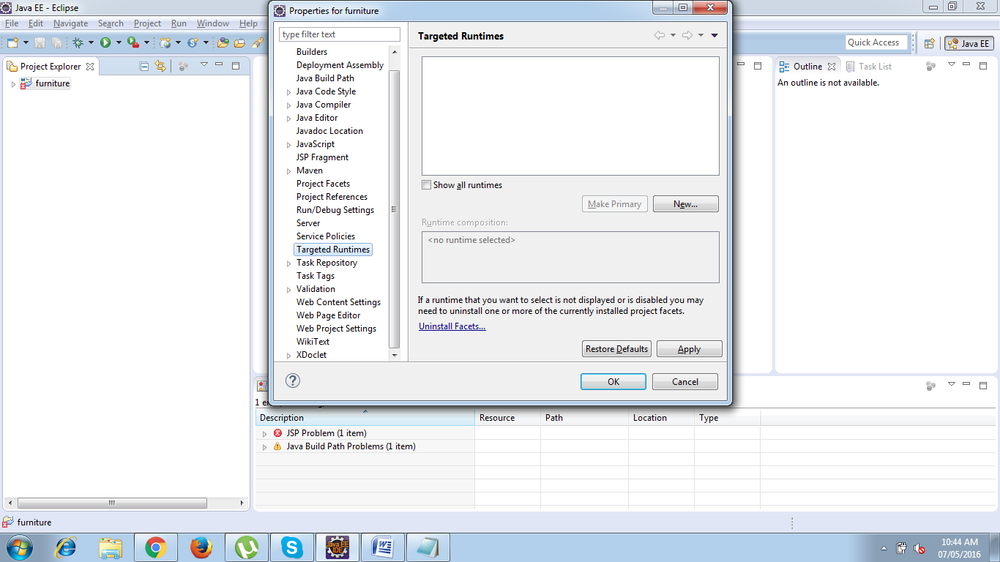 Java EE - Eclipse
File Edit Navigate Search Project Run Window Help
Quick Access
Java EE
Project Explorer
furniture
Properties for furniture
type filter text
Builders
Deployment Assembly
Java Build Path
Java Code Style
Java Compiler
Java Editor
Javadoc Location
JavaScript
JSP Fragment
Maven
Project Facets
Project References
Run/Debug Settings
Server
Service Policies
Targeted Runtimes
Task Repository
Task Tags
Validation
Web Content Settings
Web Page Editor
Web Project Settings
WikiText
XDoclet
Targeted Runtimes
Show all runtimes
Make Primary
New...
Runtime composition:
<no runtime selected>
If a runtime that you want to select is not displayed or is disabled you may
need to uninstall one or more of the currently installed project facets.
Uninstall Facets...
Restore Defaults
Apply
OK
Cancel
Outline
Task List
An outline is not available.
Description Resource Path Location Type
JSP Problem (1 item)
Java Build Path Problems (1 item)
furniture
Java EE
IDE
10:44 AM
07/05/2016